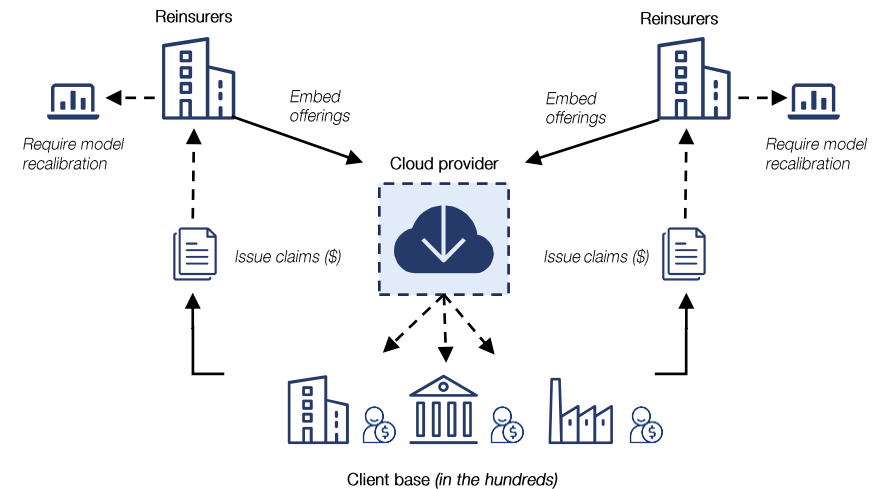 Reinsurers
Reinsurers
Embed
offerings
Embed
offerings
Require model
recalibration
Require model
recalibration
Cloud provider
Issue claims ($)
Issue claims ($)
$
$
$
Client base (in the hundreds)